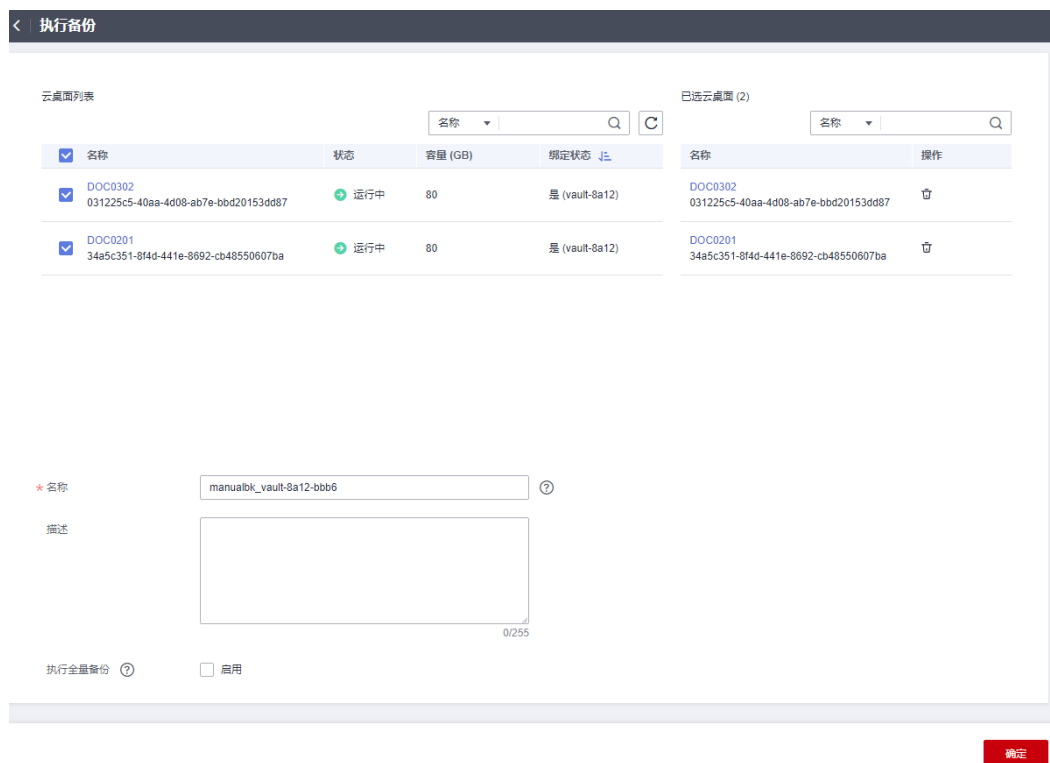 执行备份
云桌面列表
已选云桌面 (2)
名称
名称
名称 状态 容量 (GB) 绑定状态
名称 操作
DOC0302
031225c5-40aa-4d08-ab7e-bbd20153dd87
运行中 80 是 (vault-8a12)
DOC0302
031225c5-40aa-4d08-ab7e-bbd20153dd87
DOC0201
34a5c351-8f4d-441e-8692-cb48550607ba
运行中 80 是 (vault-8a12)
DOC0201
34a5c351-8f4d-441e-8692-cb48550607ba
* 名称 manualbk_vault-8a12-bbb6
描述
0/255
执行全量备份 启用
确定